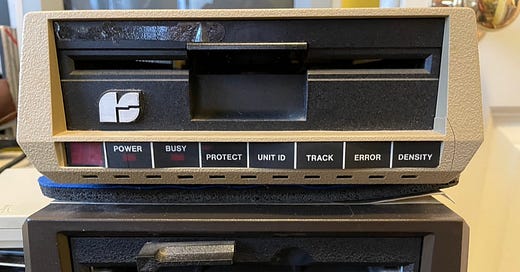 POWER BUSY PROTECT UNIT ID TRACK ERROR DENSITY